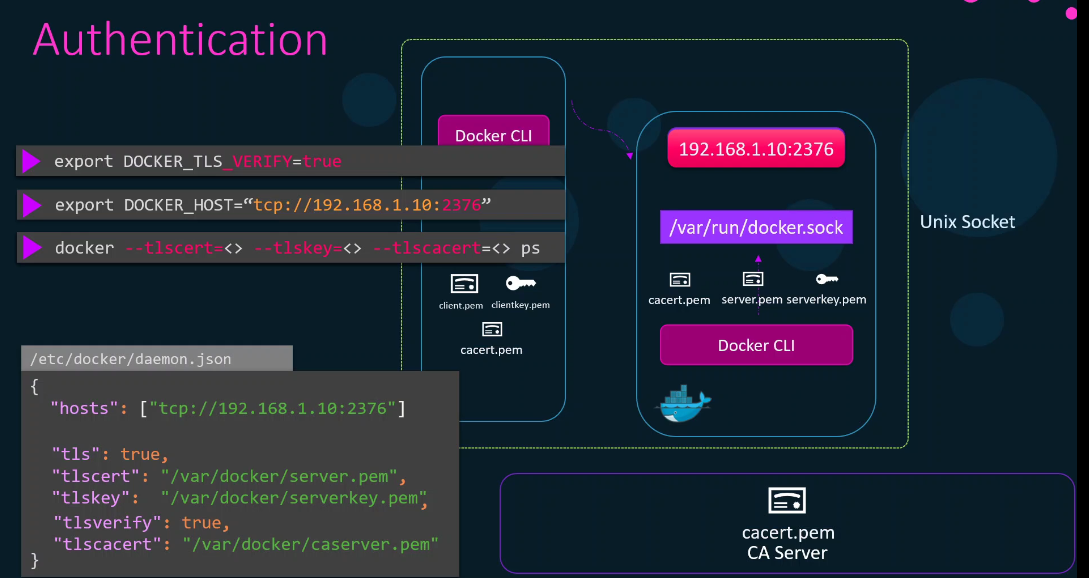 Authentication
Docker CLI
export DOCKER_TLS_VERIFY=true
export DOCKER_HOST=“tcp://192.168.1.10:2376”
docker --tlscert=<> --tlskey=<> --tlscacert=<> ps
client.pem clientkey.pem
cacert.pem
192.168.1.10:2376
/var/run/docker.sock
cacert.pem server.pem serverkey.pem
Docker CLI
Unix Socket
/etc/docker/daemon.json
{
"hosts": ["tcp://192.168.1.10:2376"]
"tls": true,
"tlscert": "/var/docker/server.pem",
"tlskey": "/var/docker/serverkey.pem",
"tlsverify": true,
"tlscacert": "/var/docker/caserver.pem"
}
cacert.pem
CA Server